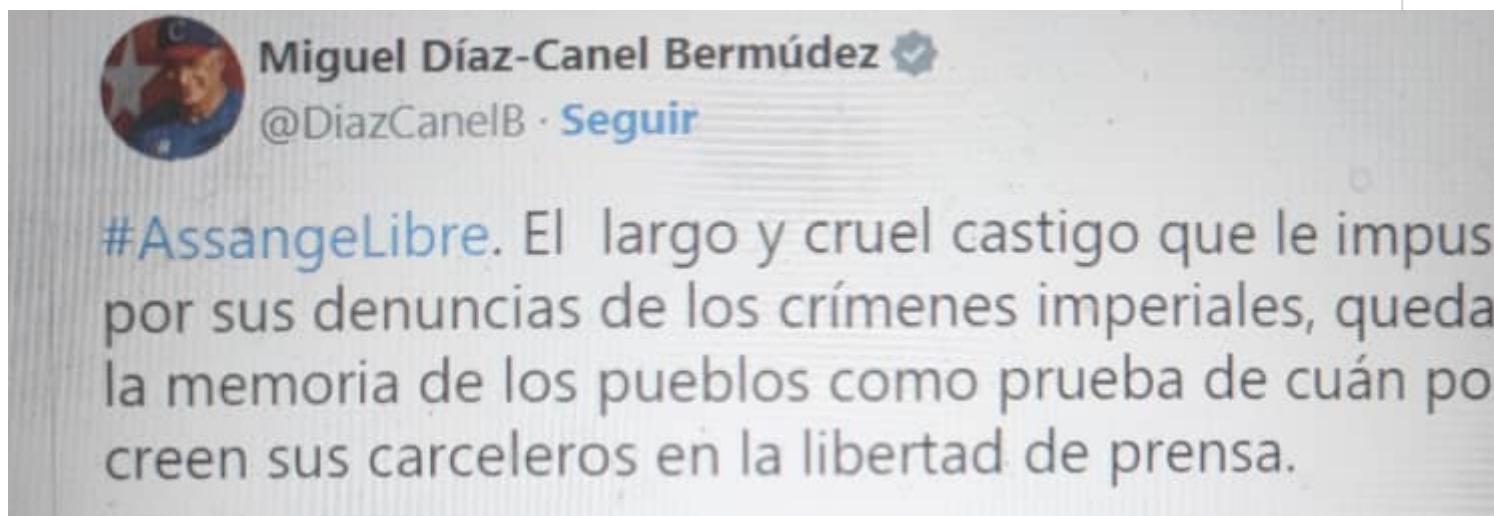 Miguel Díaz-Canel Bermúdez
@DiazCanelB · Seguir
#AssangeLibre. El largo y cruel castigo que le impus
por sus denuncias de los crímenes imperiales, queda
la memoria de los pueblos como prueba de cuán po
creen sus carceleros en la libertad de prensa.